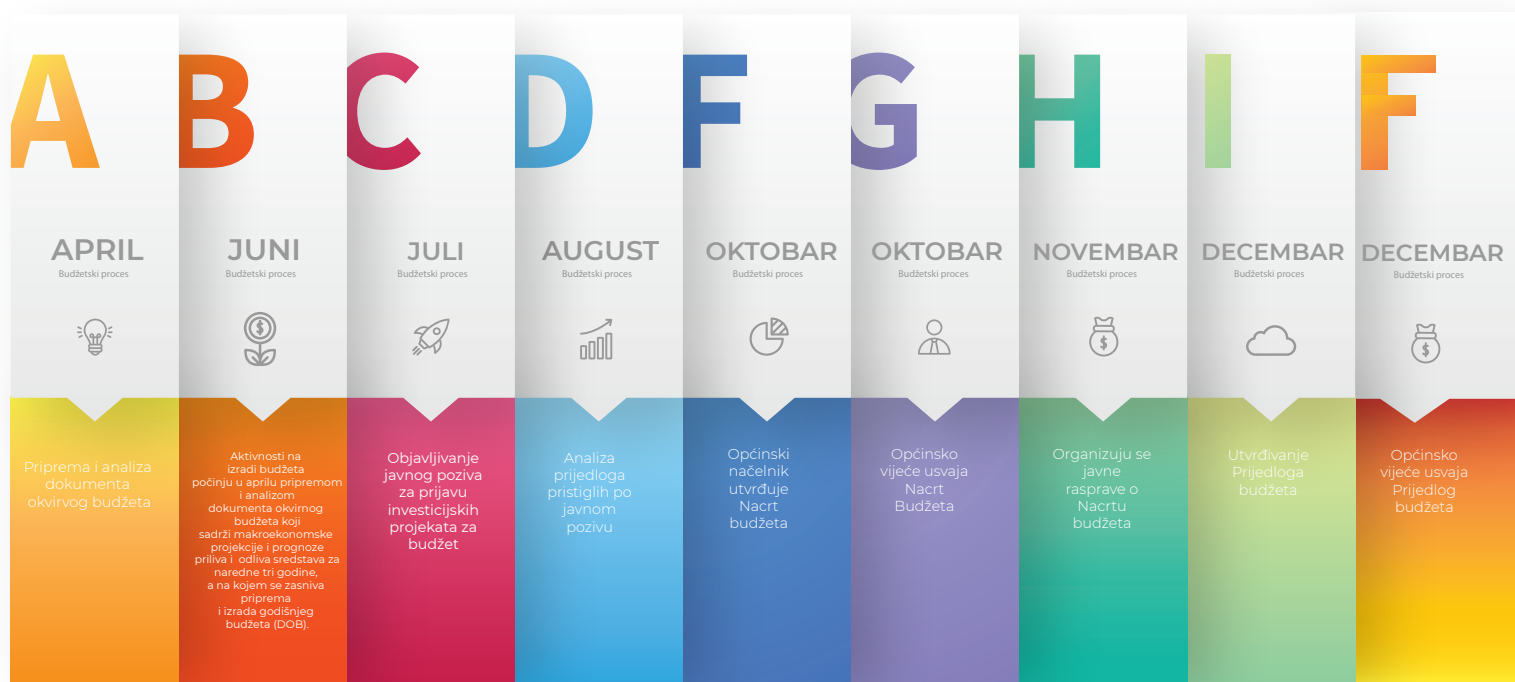 A
APRIL
Budžetski proces
Priprema i analiza
dokumenta
okvirvog budžeta
B
JUNI
Budžetski proces
Aktivnosti na
izradi budžeta
počinju u aprilu pripremom
i analizom
dokumenta okvirnog
budžeta koji
sadrži makroekonomske
projekcije i prognoze
priliva i odliva sredstava za
naredne tri godine,
a na kojem se zasniva
priprema
i izrada godišnjeg
budžeta (DOB).
C
JULI
Budžetski proces
Objavljivanje
javnog poziva
za prijavu
investicijskih
projekata za
budžet
D
AUGUST
Budžetski proces
Analiza
prijedloga
pristiglih po
javnom
pozivu
F
OKTOBAR
Budžetski proces
Općinski
načelnik
utvrđuje
Nacrt
budžeta
G
OKTOBAR
Budžetski proces
Općinsko
vijeće usvaja
Nacrt
Budžeta
H
NOVEMBAR
Budžetski proces
Organizuju se
javne
rasprave o
Nacrtu
budžeta
I
DECEMBAR
Budžetski proces
Utvrđivanje
Prijedloga
budžeta
F
DECEMBAR
Budžetski proces
Općinsko
vijeće usvaja
Prijedlog
budžeta